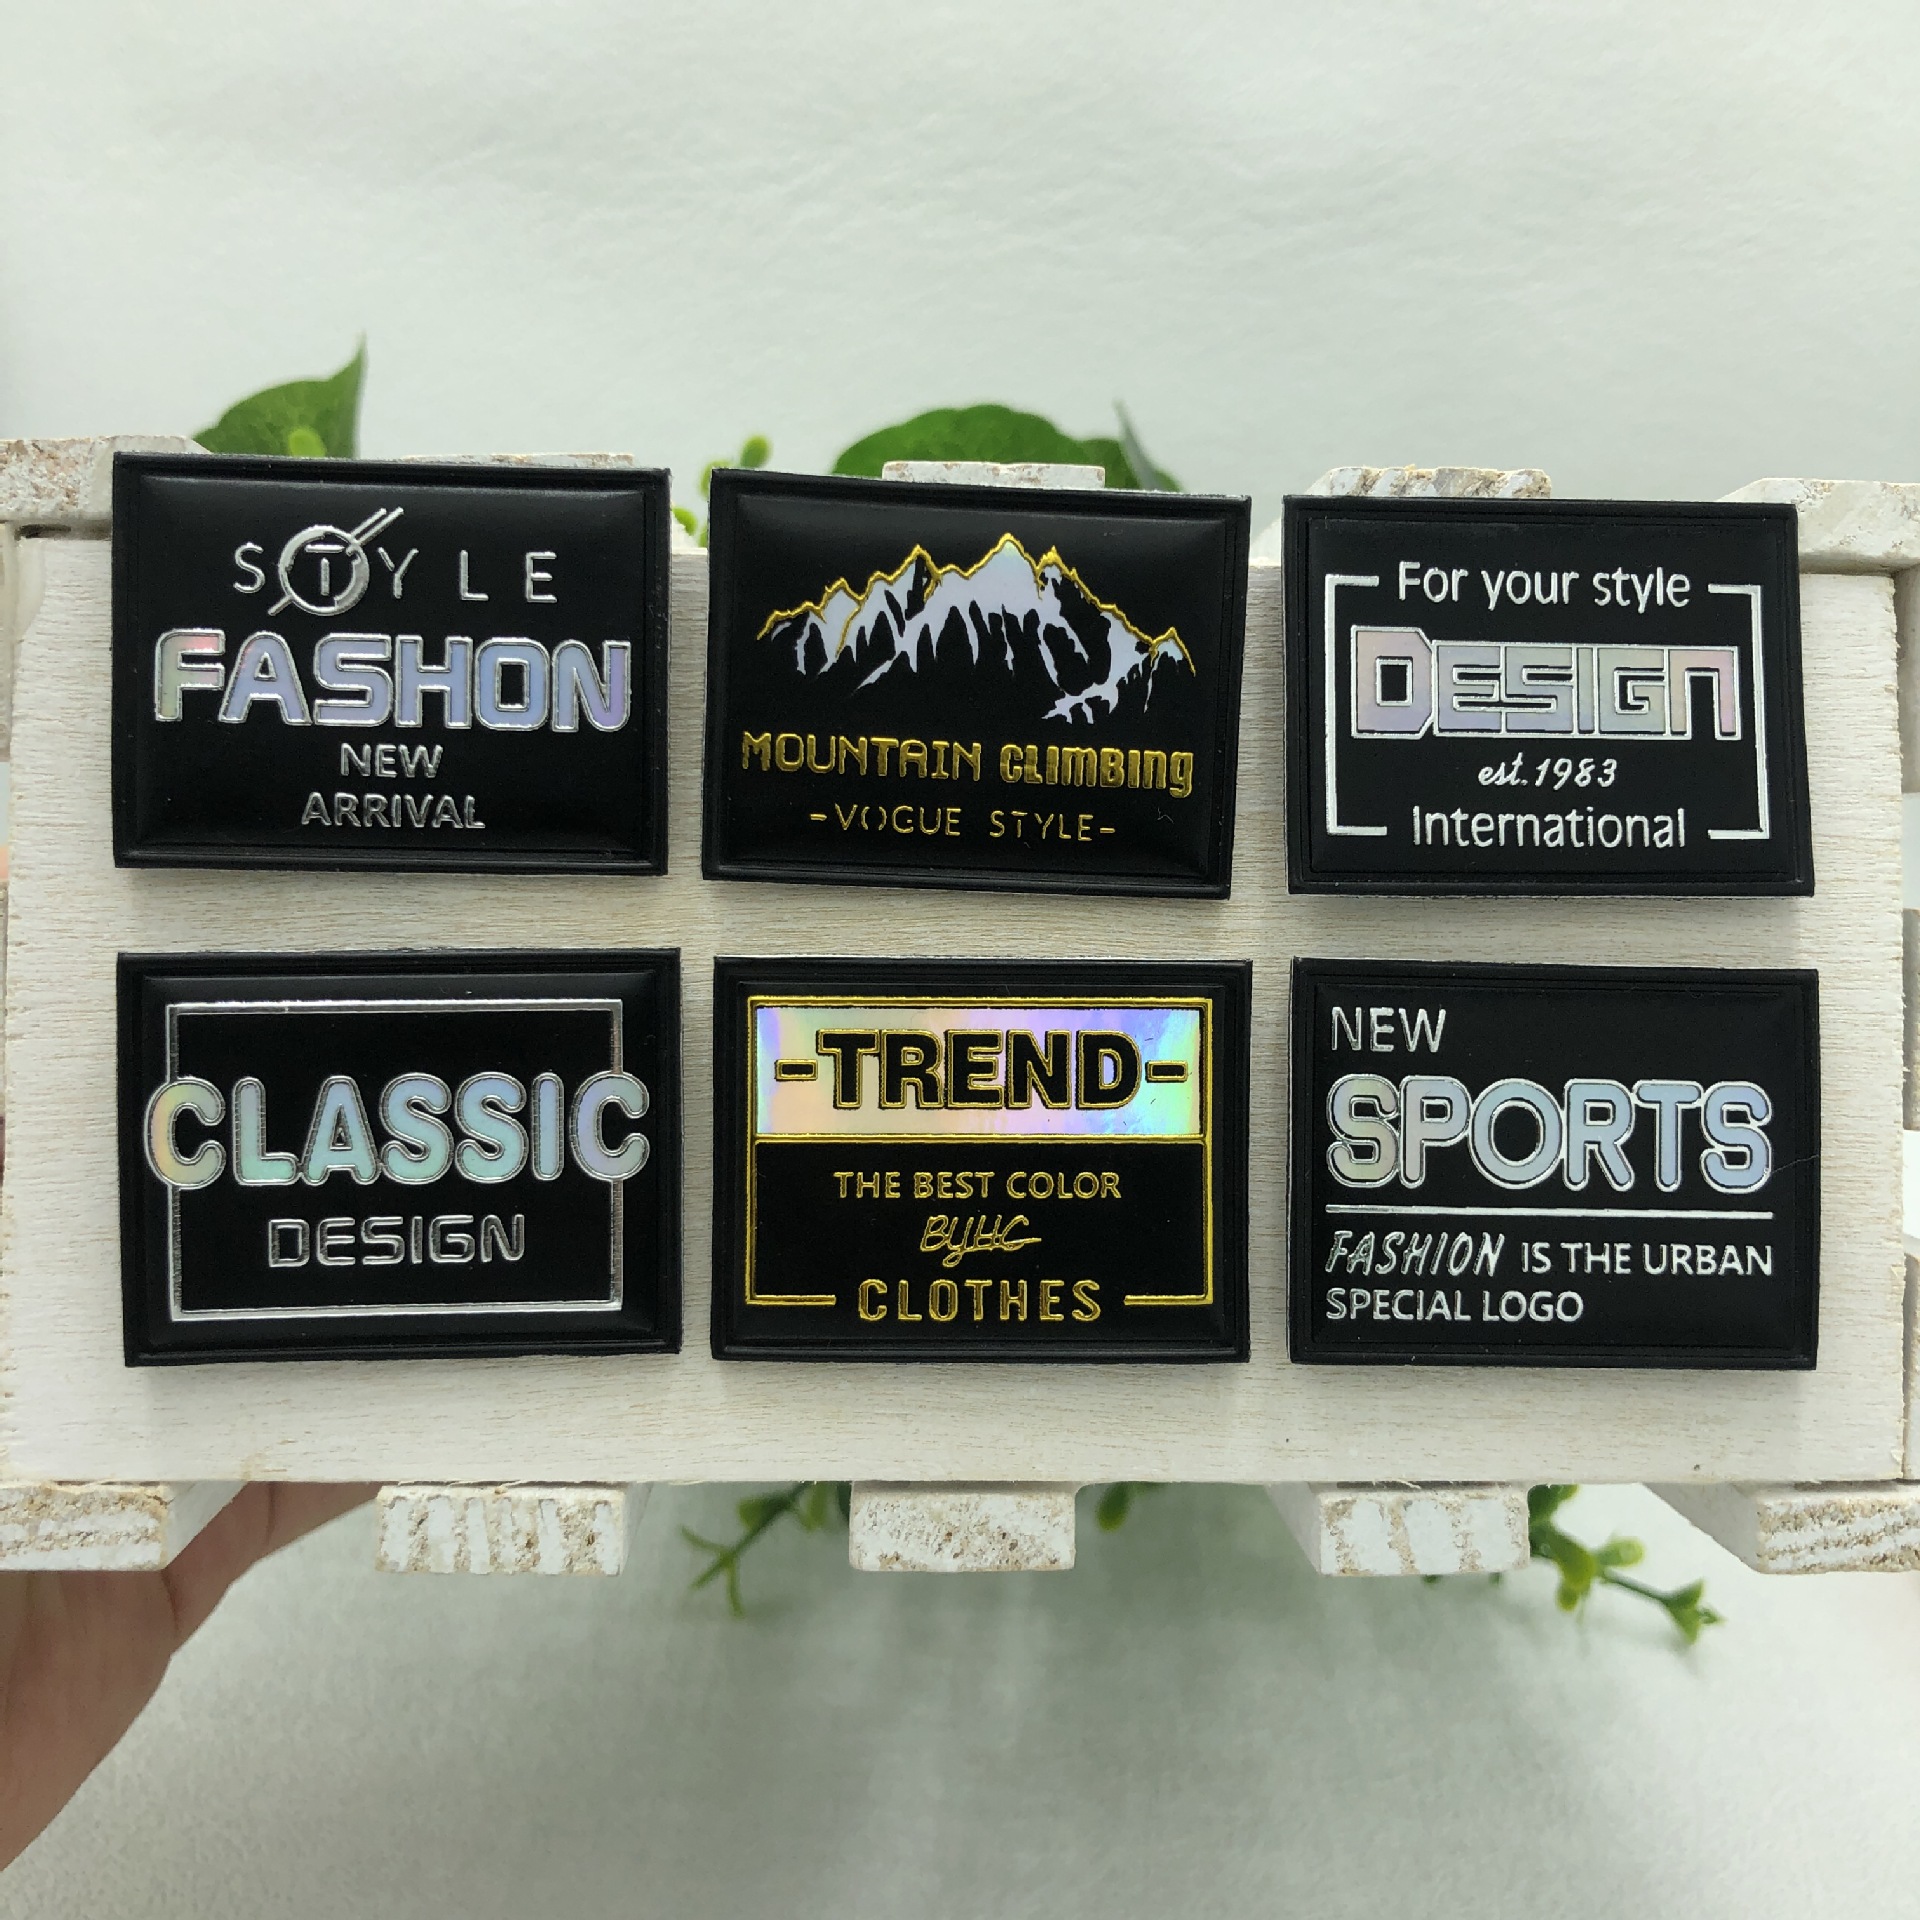 STYLE
FASHON
NEW
ARRIVAL
MOUNTAIN CLIMBING
-VOGUE STYLE-
For your style
DESIGN
est.1983
International
CLASSIC
DESIGN
-TREND-
THE BEST COLOR
BYHC
CLOTHES
NEW
SPORTS
FASHION IS THE URBAN
SPECIAL LOGO